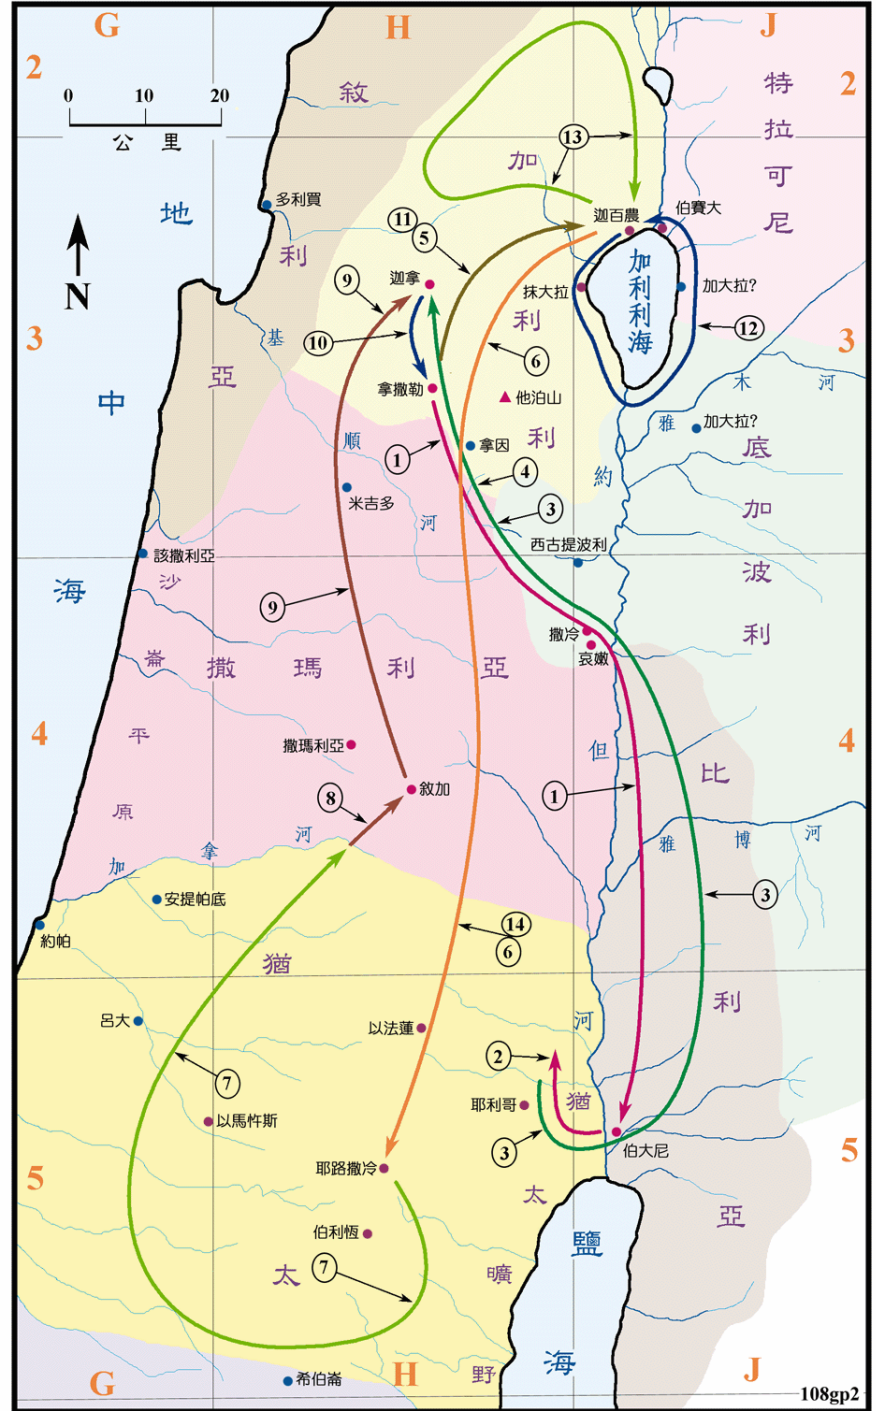 G
H
J
2
2
0 10 20
公里
N
敘利亞
特拉可尼
地中海
加利利
13
多利買
迦百農
伯賽大
11
5
9
迦拿
加利利海
抹大拉
加大拉?
12
10
6
3
3
基順河
雅木河
拿撒勒
他泊山
加大拉?
1
拿因
4
3
約但河
底加波利
米吉多
西古提波利
該撒利亞
沙崙平原
9
撒冷
哀嫩
撒瑪利亞
4
4
撒瑪利亞
敘加
8
1
比利亞
加拿河
雅博河
安提帕底
3
約帕
14
6
猶太
呂大
以法蓮
2
7
耶利哥
猶太曠野
以馬忤斯
3
伯大尼
5
5
耶路撒冷
伯利恆
7
鹽海
希伯崙
G
H
J
108gp2